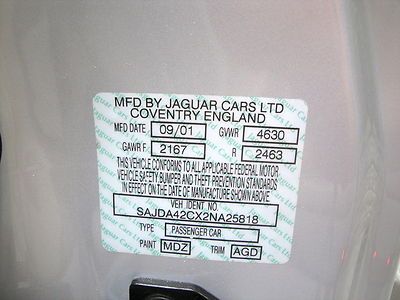 MFD BY JAGUAR CARS LTD
COVENTRY ENGLAND
MFD DATE 09/01 GVWR 4630
GAWR F 2167 R 2463
THIS VEHICLE CONFORMS TO ALL APPLICABLE FEDERAL MOTOR
VEHICLE SAFETY BUMPER AND THEFT PREVENTION STANDARDS
IN EFFECT ON THE DATE OF MANUFACTURE SHOWN ABOVE
VEH IDENT. NO.
SAJDA42CX2NA25818
TYPE PASSENGER CAR
PAINT MDZ TRIM AGD